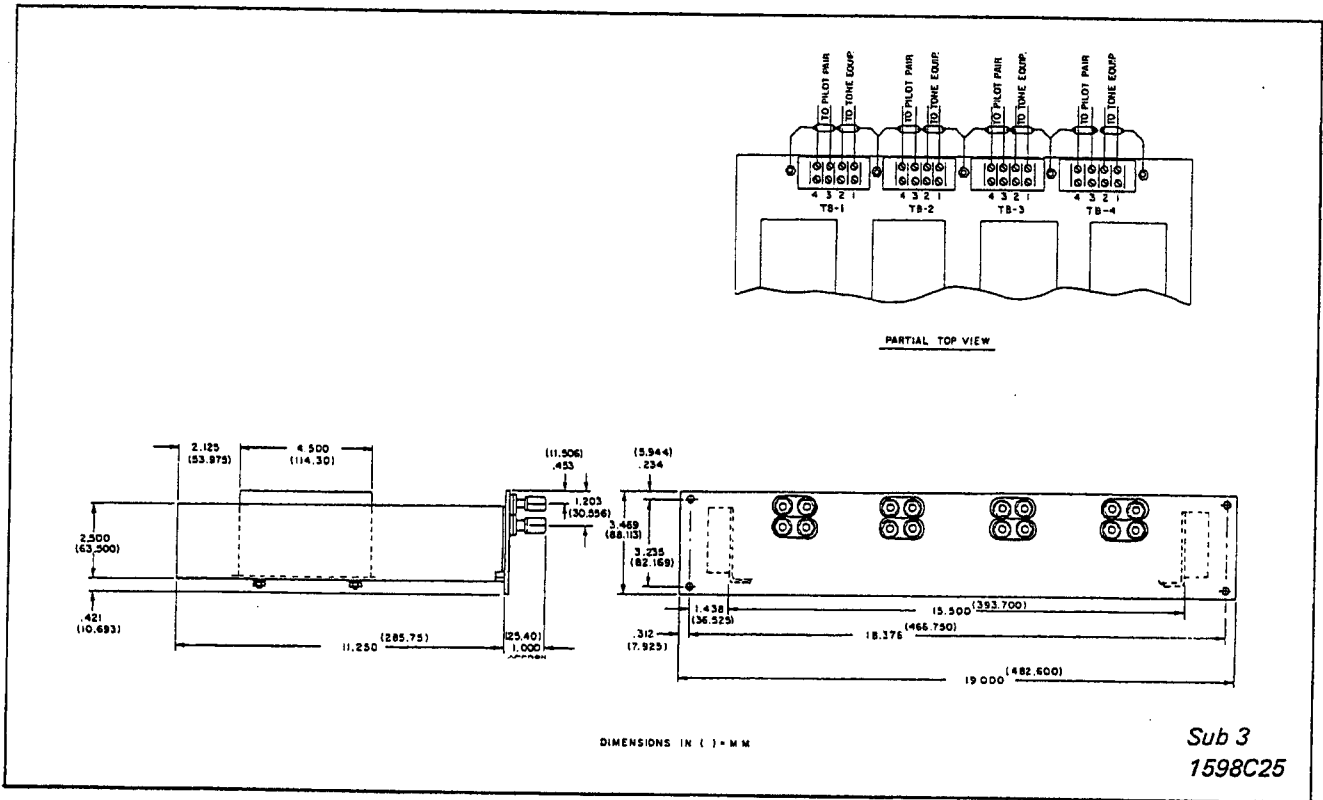 TO PILOT PAIR
TO TONE EQUIP.
TO PILOT PAIR
TO TONE EQUIP.
TO PILOT PAIR
TO TONE EQUIP.
TO PILOT PAIR
TO TONE EQUIP
4 3 2 1
TB-1
4 3 2 1
TB-2
4 3 2 1
TB-3
4 3 2 1
TB-4
PARTIAL TOP VIEW
2.125
(53.975)
4.500
(114.30)
(11.506)
.453
1.203
(30.556)
2.500
(63.500)
.421
(10.693)
(285.75)
11.250
(25.40)
1.000
(5.944)
.234
3.469
(88.113)
3.235
(82.169)
1.438
(36.525)
15.500 (393.700)
.312
(7.925)
18.376 (466.750)
19.000 (482.600)
DIMENSIONS IN ( ) = MM
Sub 3
1598C25